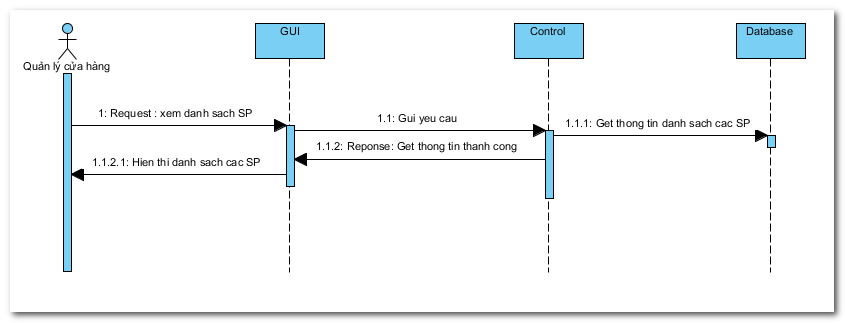 GUI
Control
Database
Quản lý cửa hàng
1: Request : xem danh sach SP
1.1: Gui yeu cau
1.1.1: Get thong tin danh sach cac SP
1.1.2: Reponse: Get thong tin thanh cong
1.1.2.1: Hien thi danh sach cac SP